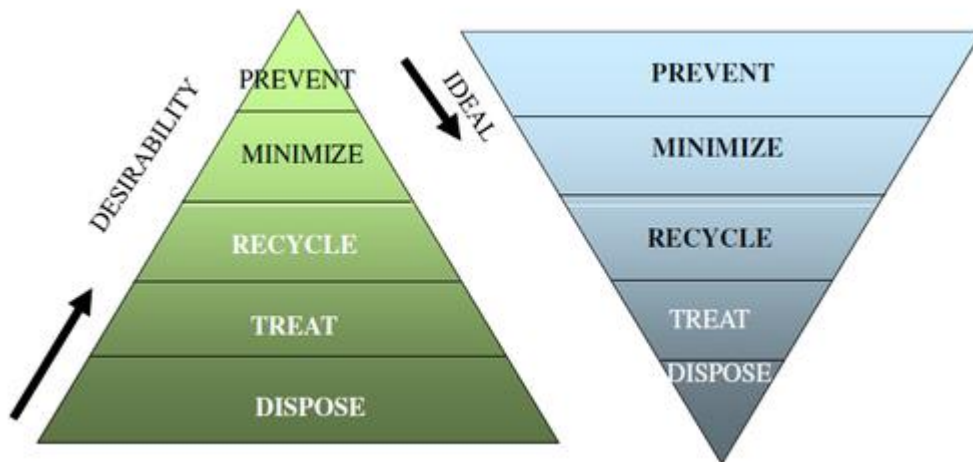 DESIRABILITY
PREVENT
MINIMIZE
RECYCLE
TREAT
DISPOSE
IDEAL
PREVENT
MINIMIZE
RECYCLE
TREAT
DISPOSE